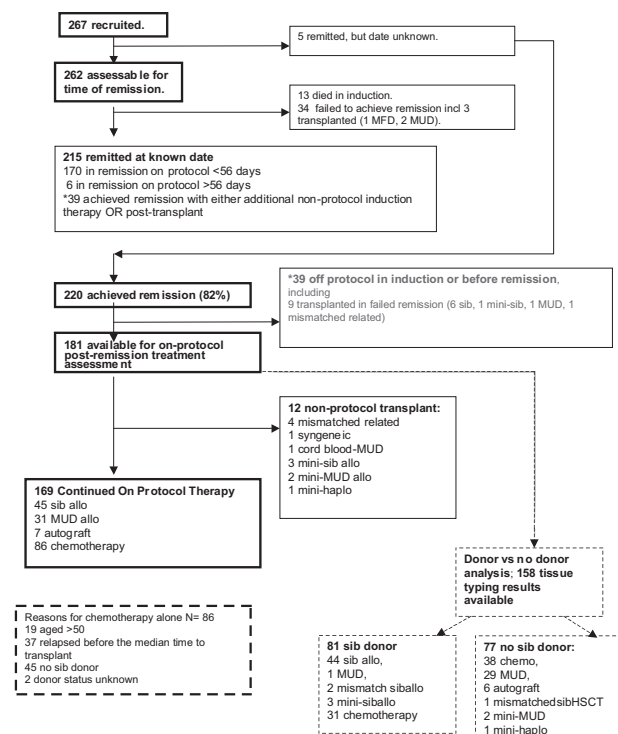 267 recruited.
5 remitted, but date unknown.
262 assessable for
time of remission.
13 died in induction.
34 failed to achieve remission incl 3
transplanted (1 MFD, 2 MUD).
215 remitted at known date
170 in remission on protocol <56 days
6 in remission on protocol >56 days
*39 achieved remission with either additional non-protocol induction
therapy OR post-transplant
220 achieved remission (82%)
*39 off protocol in induction or before remission,
including
9 transplanted in failed remission (6 sib, 1 mini-sib, 1 MUD, 1
mismatched related)
181 available for on-protocol
post-remission treatment
assessment
12 non-protocol transplant:
4 mismatched related
1 syngeneic
1 cord blood-MUD
3 mini-sib allo
2 mini-MUD allo
1 mini-haplo
169 Continued On Protocol Therapy
45 sib allo
31 MUD allo
7 autograft
86 chemotherapy
Donor vs no donor
analysis; 158 tissue
typing results
available
Reasons for chemotherapy alone N= 86
19 aged >50
37 relapsed before the median time to
transplant
45 no sib donor
2 donor status unknown
81 sib donor
44 sib allo,
1 MUD,
2 mismatch siballo
3 mini-siballo
31 chemotherapy
77 no sib donor:
38 chemo,
29 MUD,
6 autograft
1 mismatchedsibHSCT
2 mini-MUD
1 mini-haplo